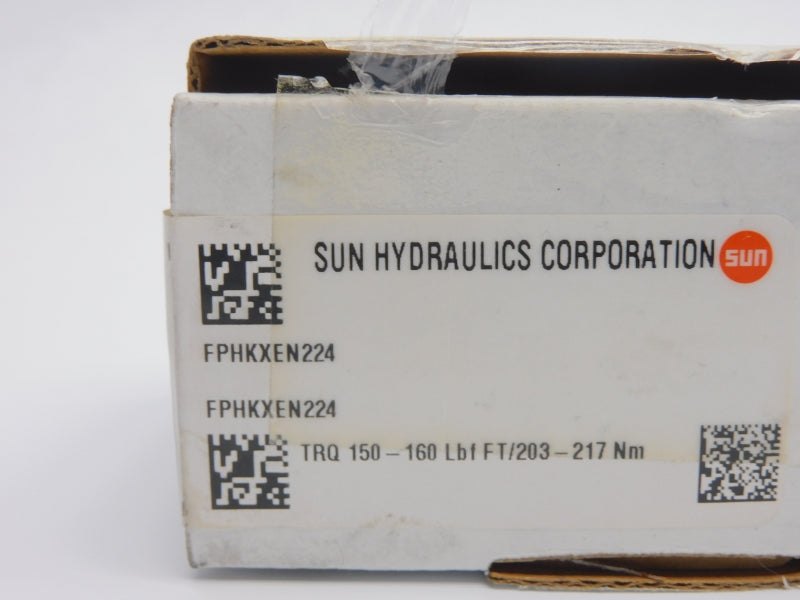 SUN HYDRAULICS CORPORATION sun
FPHKXEN224
FPHKXEN224
TRQ 150 – 160 Lbf FT/203 – 217 Nm